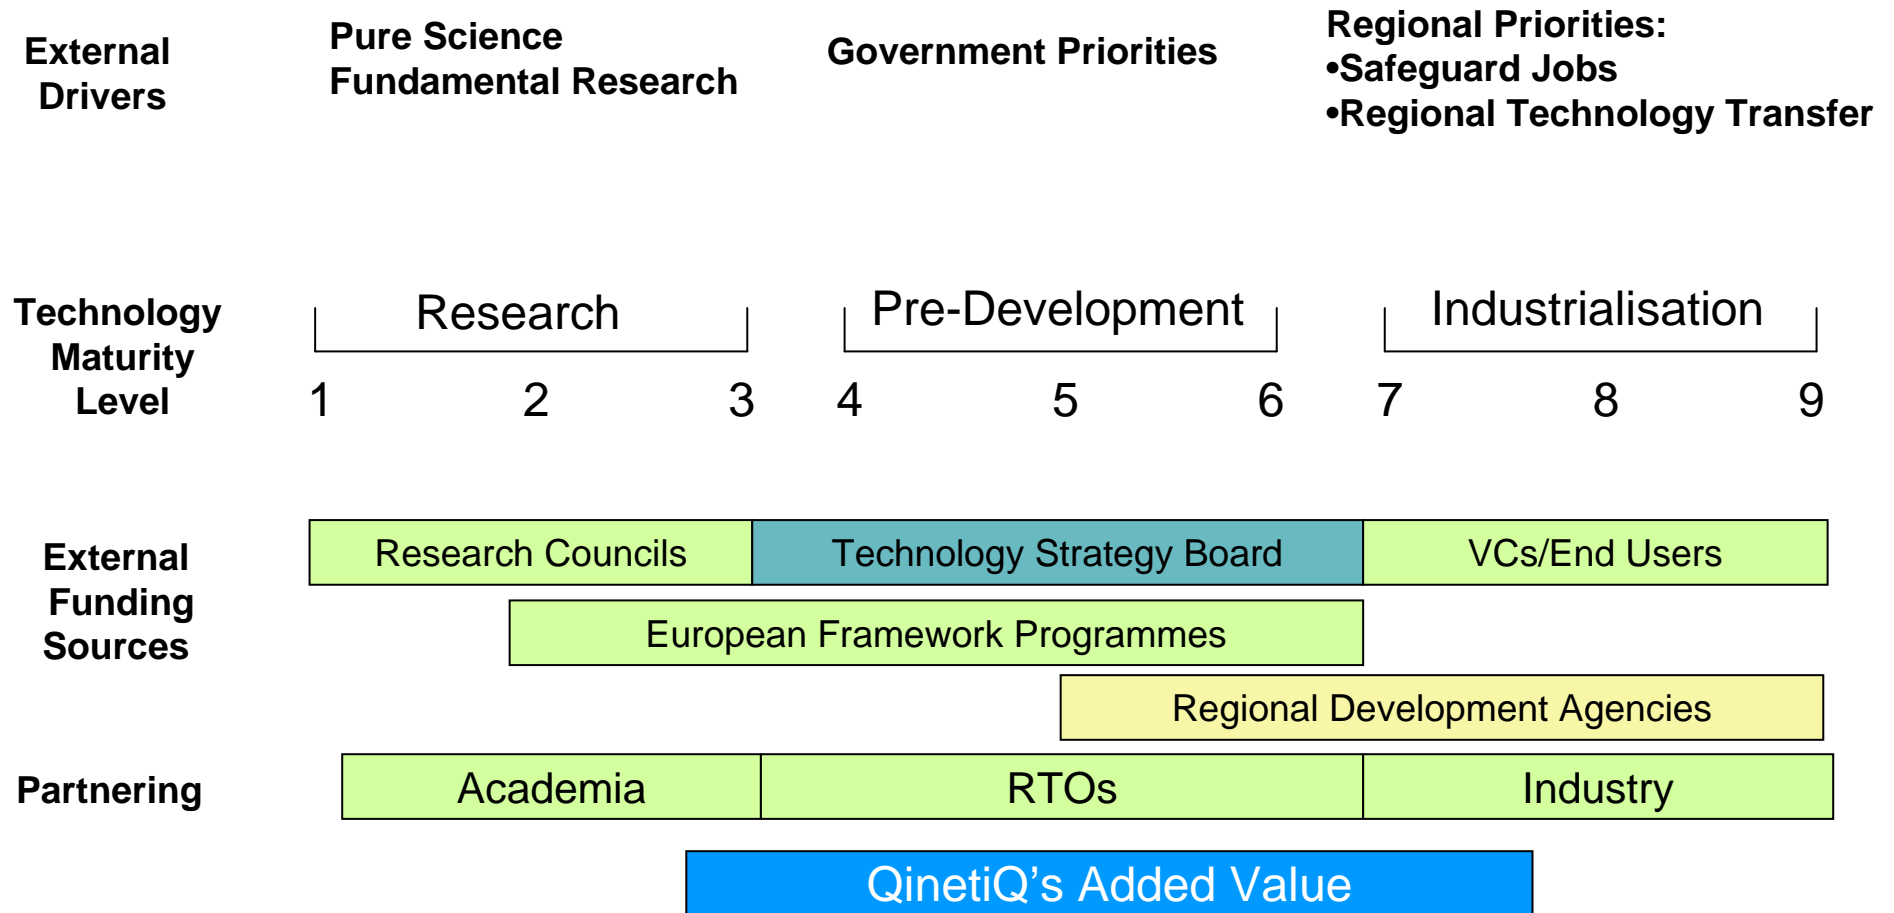 External
Drivers
Pure Science
Fundamental Research
Government Priorities
Regional Priorities:
•Safeguard Jobs
•Regional Technology Transfer
Technology
Maturity
Level
Research
Pre-Development
Industrialisation
1 2 3 4 5 6 7 8 9
External
Funding
Sources
Research Councils
Technology Strategy Board
VCs/End Users
European Framework Programmes
Regional Development Agencies
Partnering
Academia
RTOs
Industry
QinetiQ’s Added Value